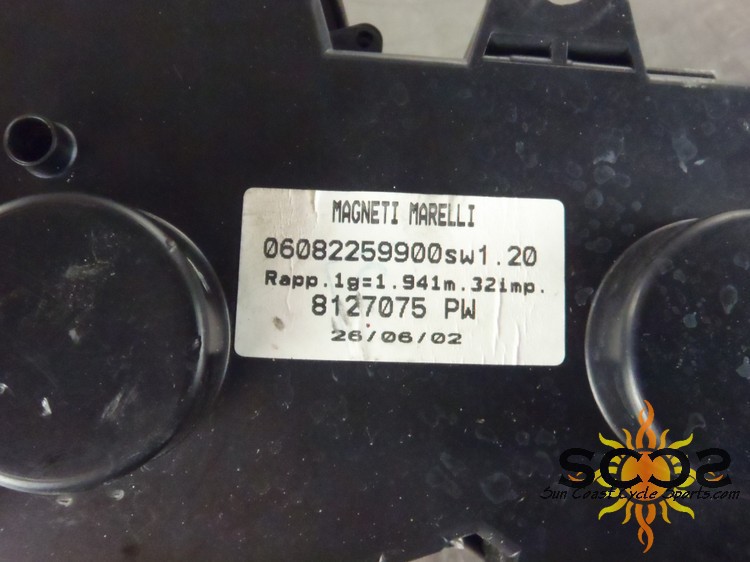 MAGNETI MARELLI
06082259900sw1.20
Rapp.1g=1.941m.32imp.
8127075 PW
26/06/02
SCCS
Sun Coast Cycle Sports.com